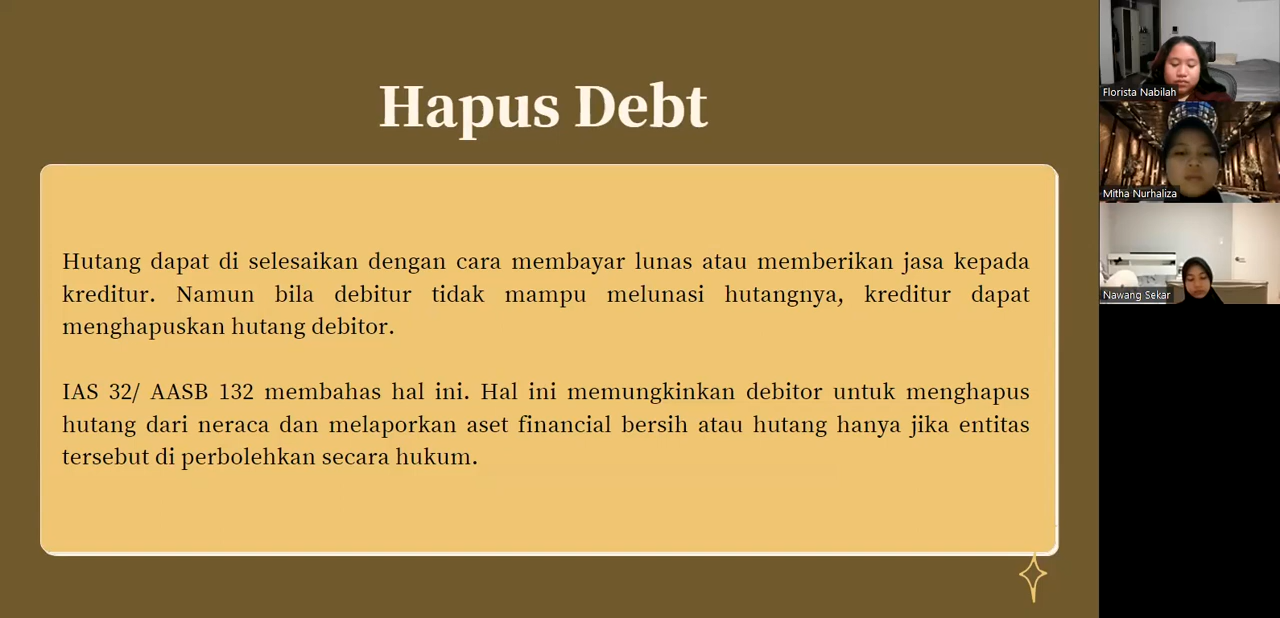 Hapus Debt
Hutang dapat di selesaikan dengan cara membayar lunas atau memberikan jasa kepada
kreditur. Namun bila debitur tidak mampu melunasi hutangnya, kreditur dapat
menghapuskan hutang debitor.
IAS 32/ AASB 132 membahas hal ini. Hal ini memungkinkan debitor untuk menghapus
hutang dari neraca dan melaporkan aset financial bersih atau hutang hanya jika entitas
tersebut di perbolehkan secara hukum.
Florista Nabilah
Mitha Nurhaliza
Nawang Sekar